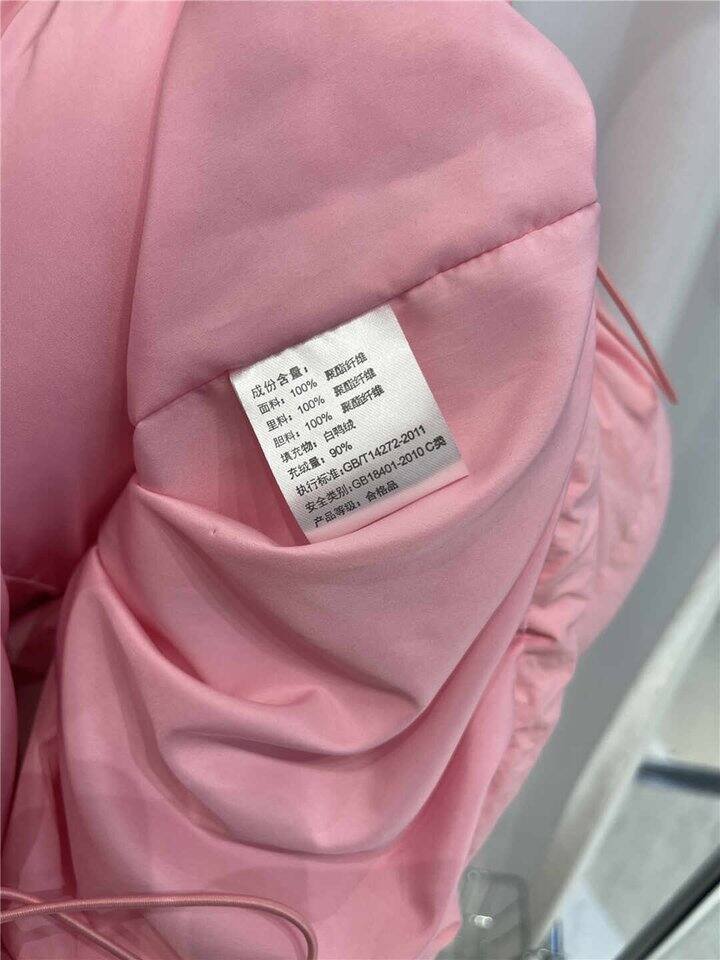 成份含量：
面料：100% 聚酯纤维
里料：100% 聚酯纤维
胆料：100% 聚酯纤维
填充物：白鸭绒
充绒量：90%
执行标准：GB/T14272-2011
安全类别：GB18401-2010 C类
产品等级：合格品